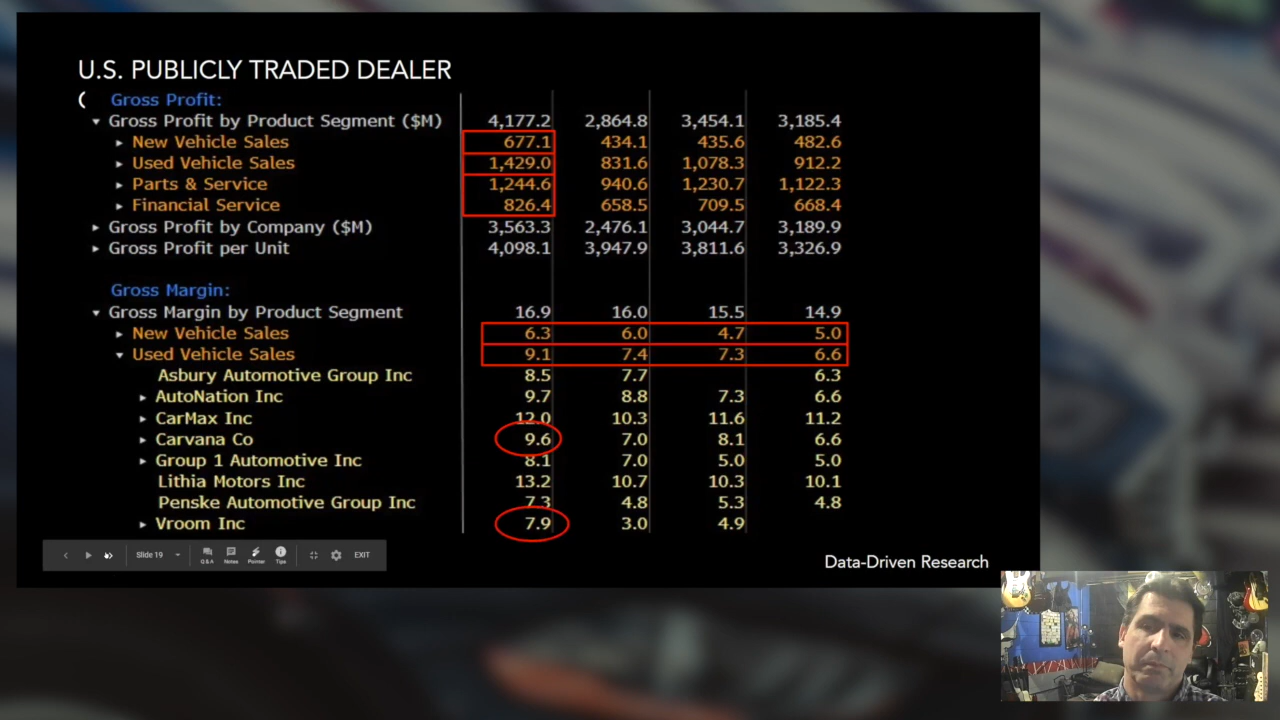 U.S. PUBLICLY TRADED DEALER
( Gross Profit:
Gross Profit by Product Segment ($M) 4,177.2 2,864.8 3,454.1 3,185.4
New Vehicle Sales 677.1 434.1 435.6 482.6
Used Vehicle Sales 1,429.0 831.6 1,078.3 912.2
Parts & Service 1,244.6 940.6 1,230.7 1,122.3
Financial Service 826.4 658.5 709.5 668.4
Gross Profit by Company ($M) 3,563.3 2,476.1 3,044.7 3,189.9
Gross Profit per Unit 4,098.1 3,947.9 3,811.6 3,326.9
Gross Margin:
Gross Margin by Product Segment 16.9 16.0 15.5 14.9
New Vehicle Sales 6.3 6.0 4.7 5.0
Used Vehicle Sales 9.1 7.4 7.3 6.6
Asbury Automotive Group Inc 8.5 7.7 6.3
AutoNation Inc 9.7 8.8 7.3 6.6
CarMax Inc 12.0 10.3 11.6 11.2
Carvana Co 9.6 7.0 8.1 6.6
Group 1 Automotive Inc 8.1 7.0 5.0 5.0
Lithia Motors Inc 13.2 10.7 10.3 10.1
Penske Automotive Group Inc 7.3 4.8 5.3 4.8
Vroom Inc 7.9 3.0 4.9
Slide 19 Q & A Notes Pointer Tips EXIT
Data-Driven Research